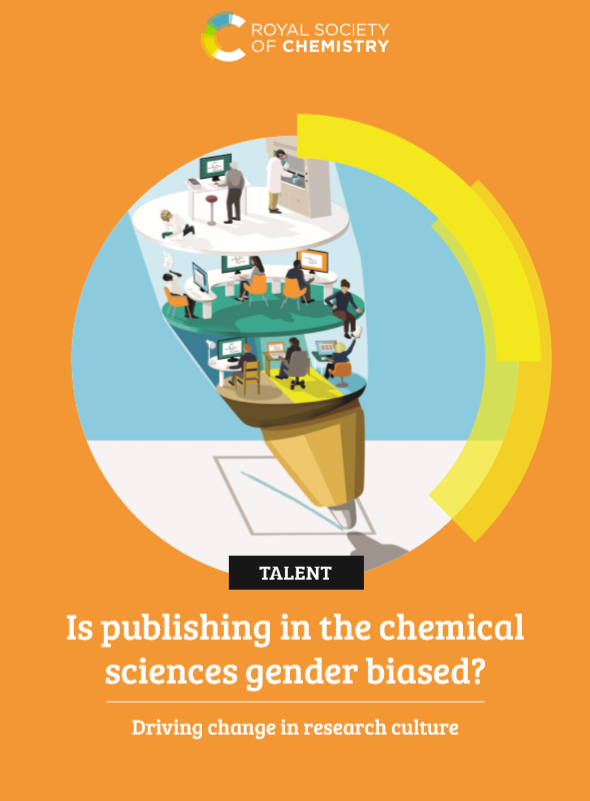 ROYAL SOCIETY
OF CHEMISTRY
TALENT
Is publishing in the chemical
sciences gender biased?
Driving change in research culture